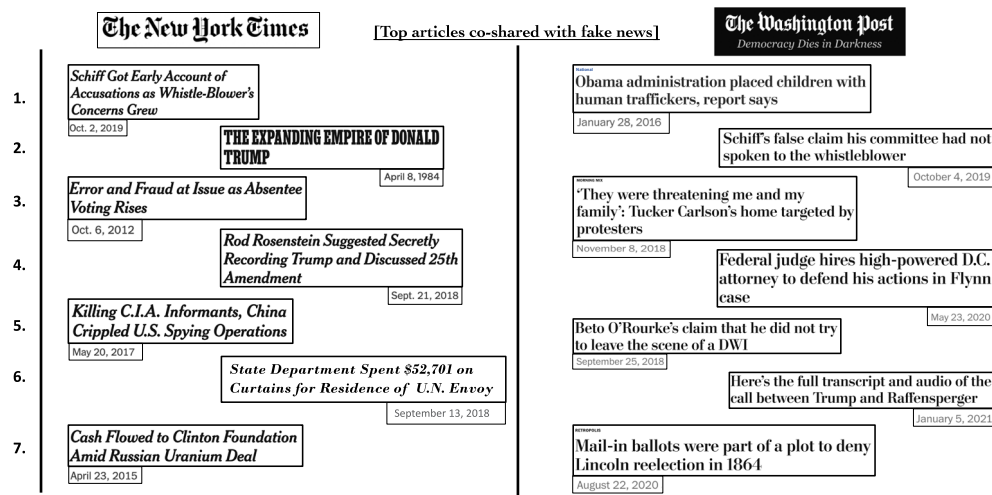 The New York Times
[Top articles co-shared with fake news]
The Washington Post
Democracy Dies in Darkness
1.
Schiff Got Early Account of
Accusations as Whistle-Blower's
Concerns Grew
Oct. 2, 2019
2.
THE EXPANDING EMPIRE OF DONALD
TRUMP
April 8, 1984
3.
Error and Fraud at Issue as Absentee
Voting Rises
Oct. 6, 2012
4.
Rod Rosenstein Suggested Secretly
Recording Trump and Discussed 25th
Amendment
Sept. 21, 2018
5.
Killing C.I.A. Informants, China
Crippled U.S. Spying Operations
May 20, 2017
6.
State Department Spent $52,701 on
Curtains for Residence of U.N. Envoy
September 13, 2018
7.
Cash Flowed to Clinton Foundation
Amid Russian Uranium Deal
April 23, 2015
National
Obama administration placed children with
human traffickers, report says
January 28, 2016
Schiff's false claim his committee had not
spoken to the whistleblower
October 4, 2019
MORNING MIX
'They were threatening me and my
family': Tucker Carlson's home targeted by
protesters
November 8, 2018
Federal judge hires high-powered D.C.
attorney to defend his actions in Flynn
case
May 23, 2020
Beto O'Rourke's claim that he did not try
to leave the scene of a DWI
September 25, 2018
Here's the full transcript and audio of the
call between Trump and Raffensperger
January 5, 2021
RETROPOLIS
Mail-in ballots were part of a plot to deny
Lincoln reelection in 1864
August 22, 2020